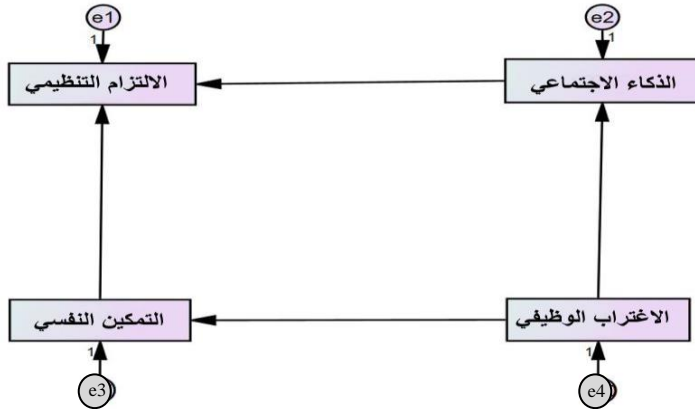 e1
e2
1
1
الالتزام التنظيمي
الذكاء الاجتماعي
التمكين النفسي
الاغتراب الوظيفي
1
1
e3
e4